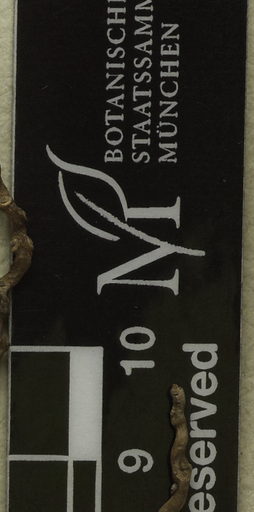 BOTANISCHE
STAATSSAMM
MÜNCHEN
M
9 10
eserved